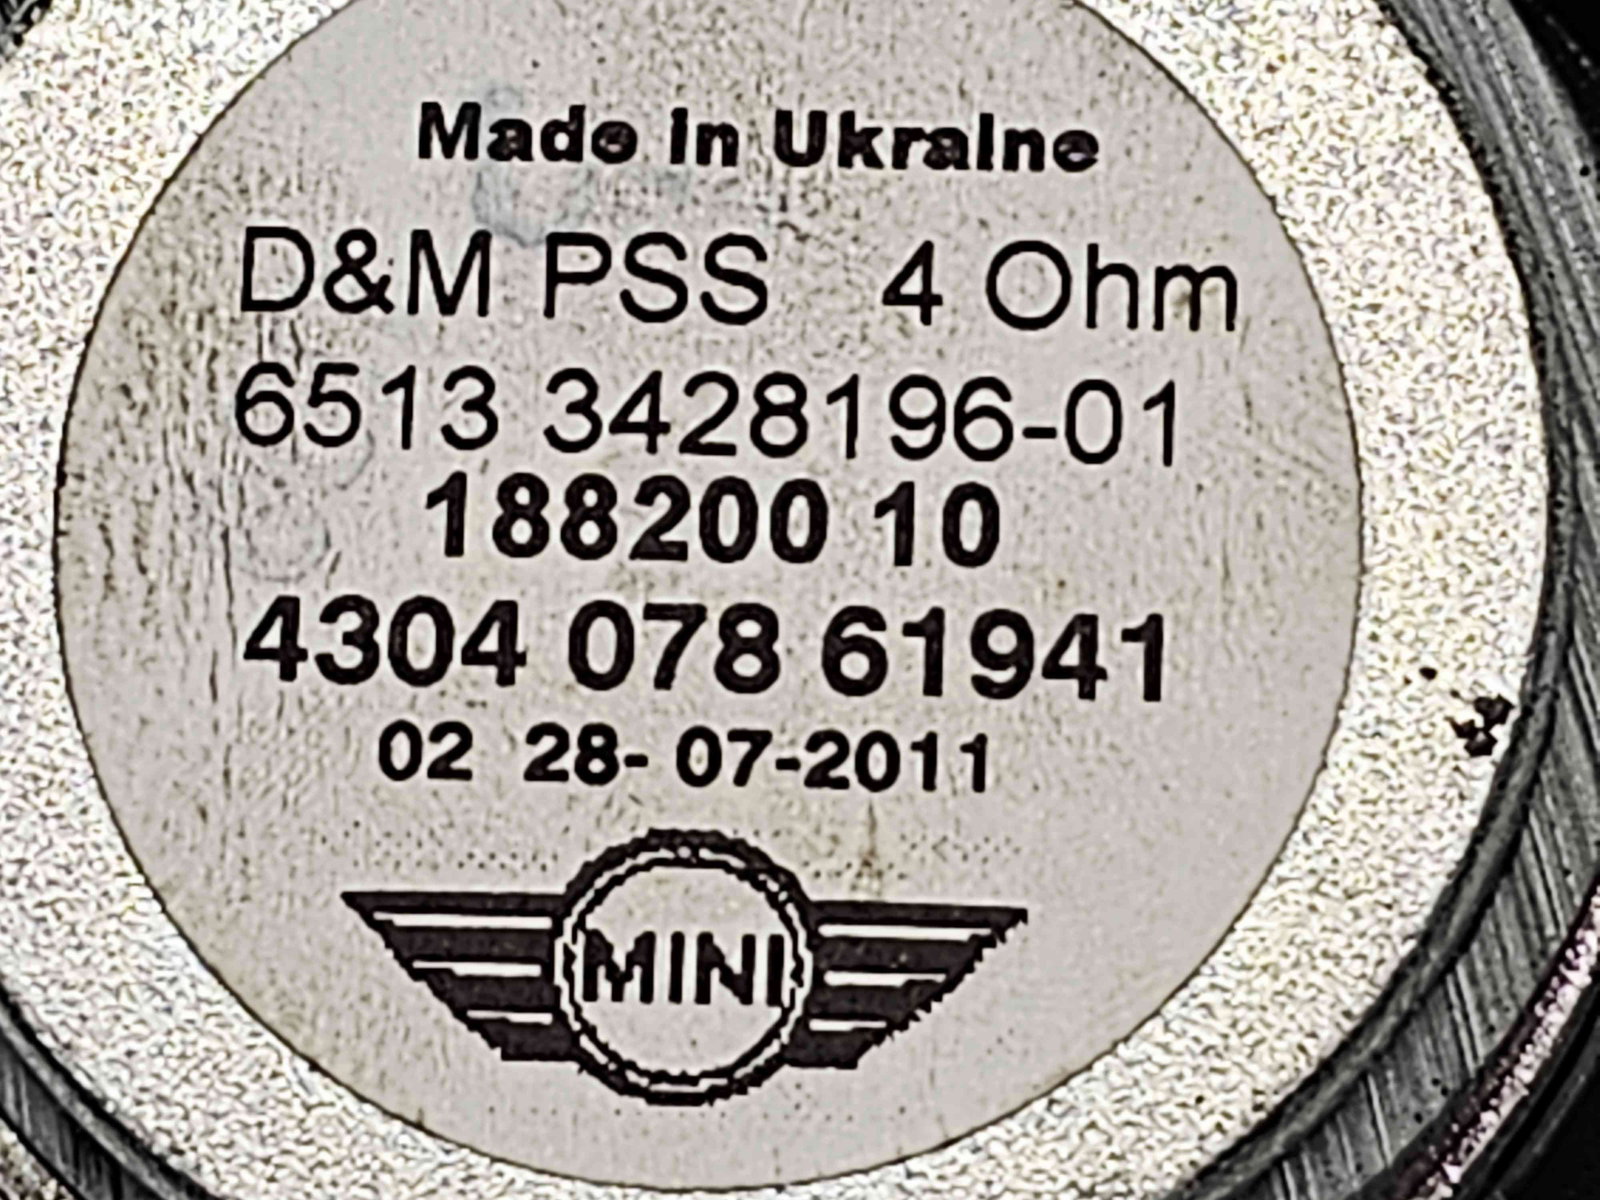 Made in Ukraine
D&M PSS 4 Ohm
6513 3428196-01
188200 10
4304 078 61941
02 28- 07-2011
MINI